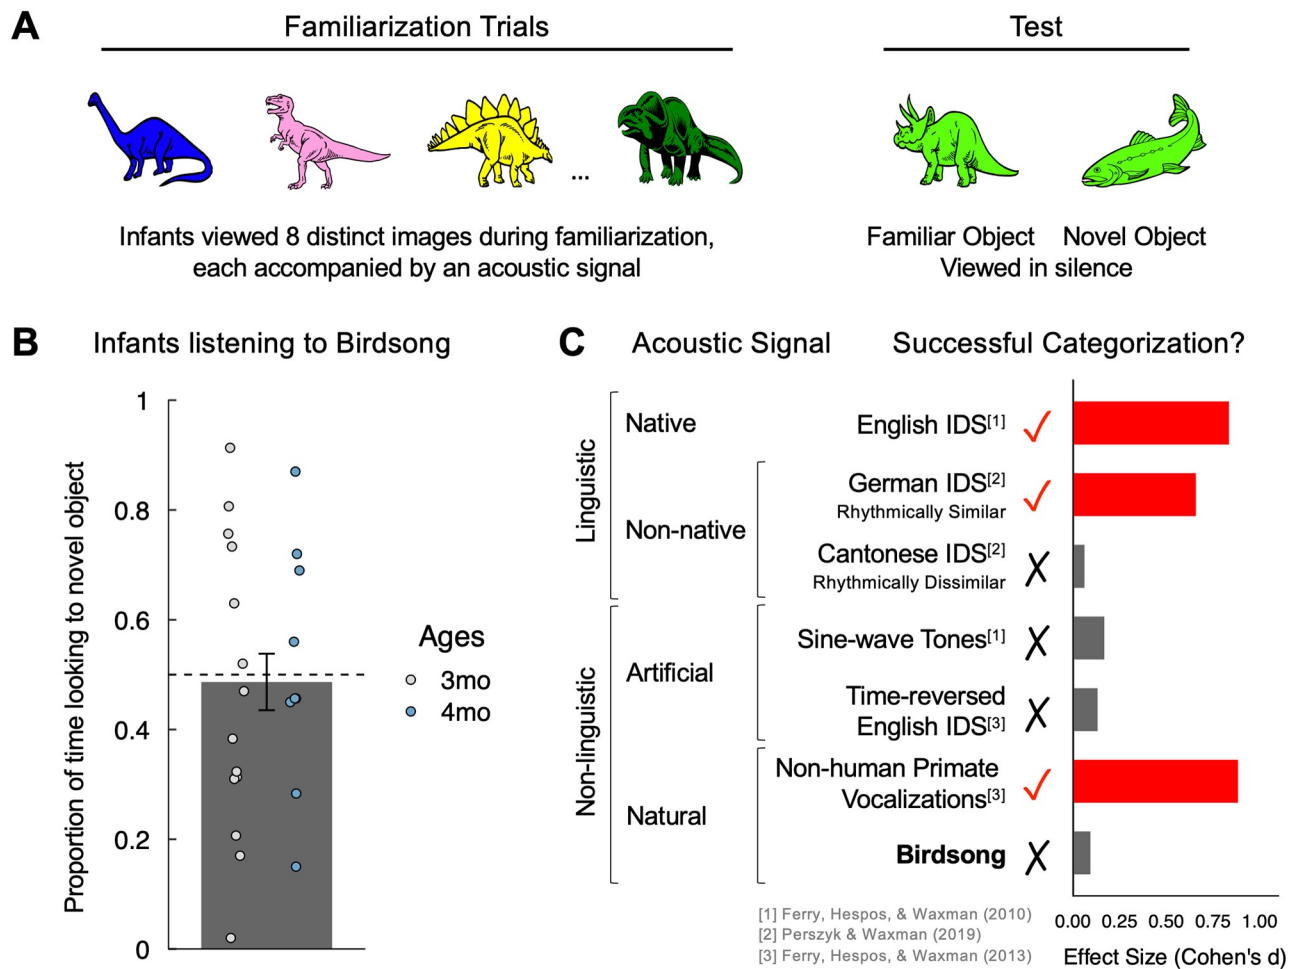 A
Familiarization Trials
Test
...
Infants viewed 8 distinct images during familiarization,
each accompanied by an acoustic signal
Familiar Object
Novel Object
Viewed in silence
B
Infants listening to Birdsong
Proportion of time looking to novel object
1
0.8
0.6
0.4
0.2
0
Ages
3mo
4mo
C
Acoustic Signal
Successful Categorization?
Linguistic
Native
English IDS[1]
Non-native
German IDS[2]
Rhythmically Similar
Cantonese IDS[2]
Rhythmically Dissimilar
Non-linguistic
Artificial
Sine-wave Tones[1]
Time-reversed
English IDS[3]
Natural
Non-human Primate
Vocalizations[3]
Birdsong
0.00 0.25 0.50 0.75 1.00
Effect Size (Cohen's d)
[1] Ferry, Hespos, & Waxman (2010)
[2] Perszyk & Waxman (2019)
[3] Ferry, Hespos, & Waxman (2013)